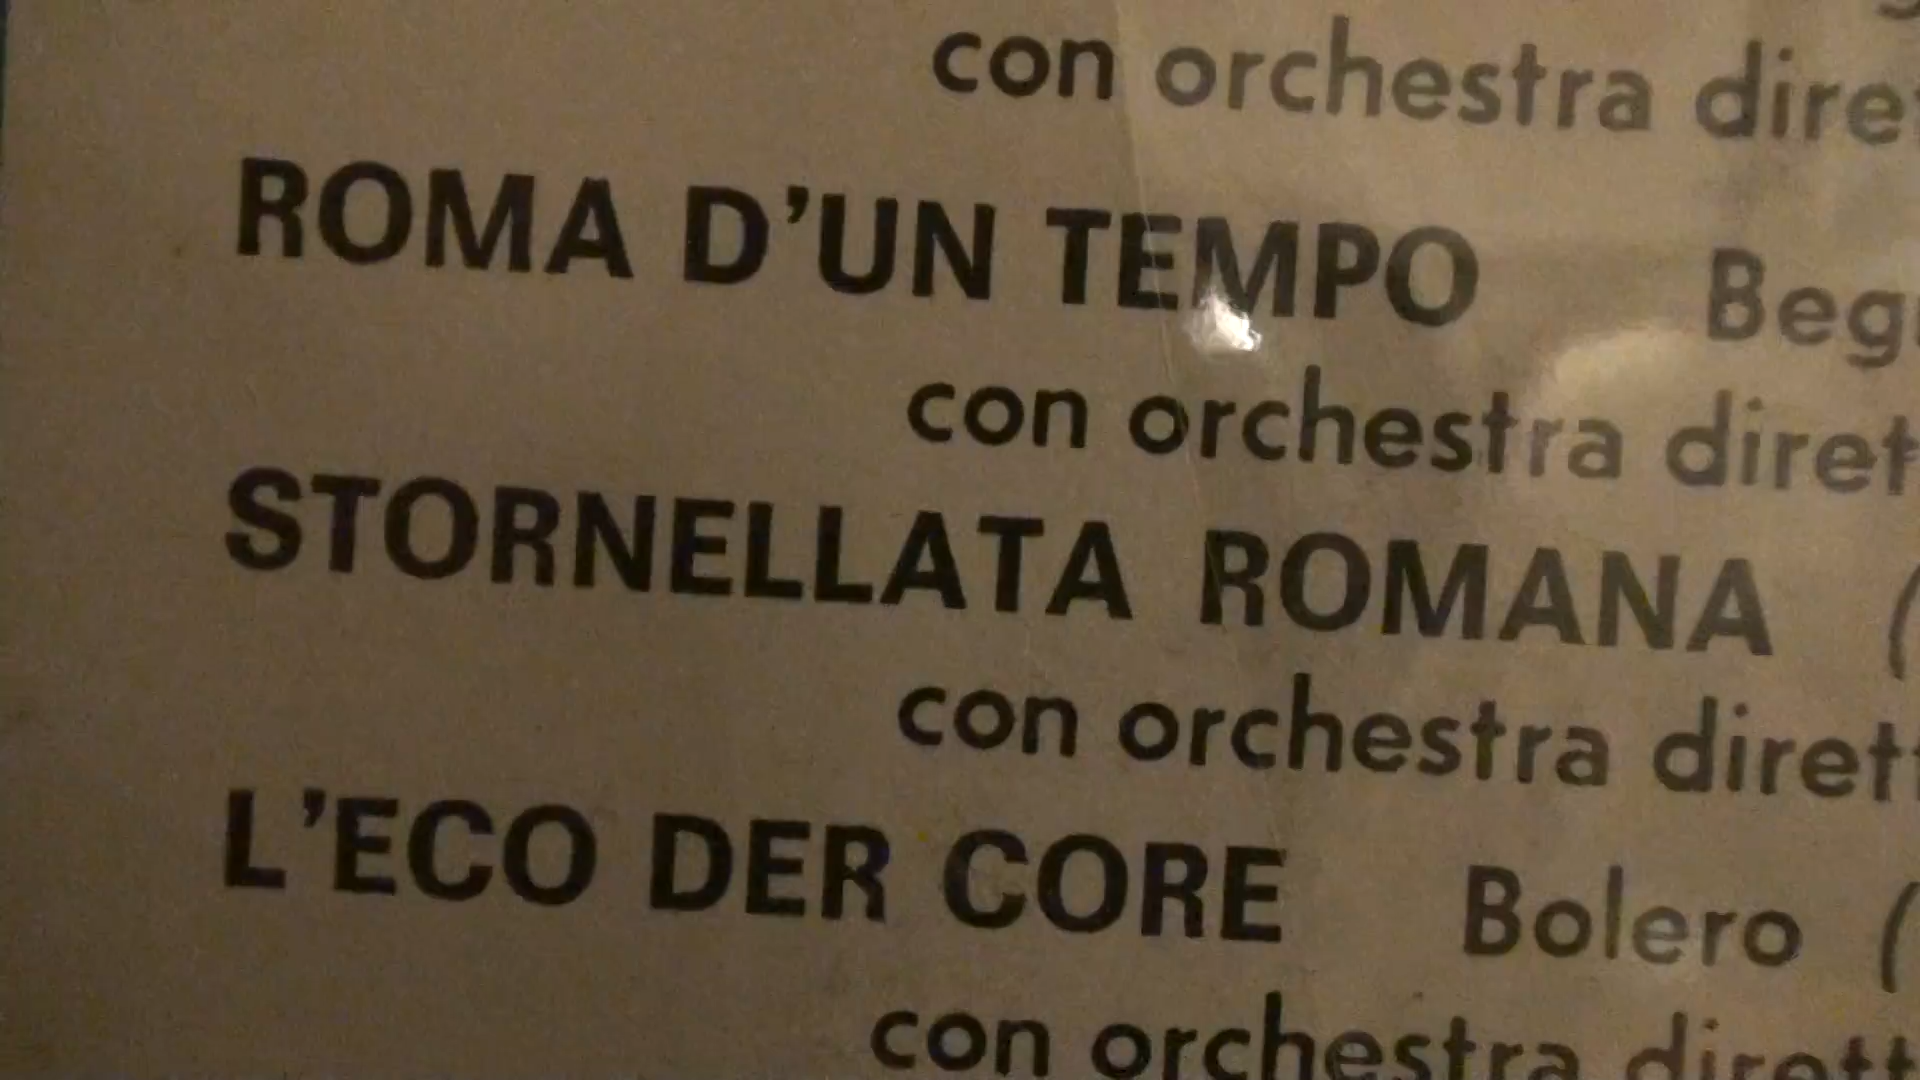 con orchestra dire
ROMA D'UN TEMPO Beg
con orchestra diret
STORNELLATA ROMANA (
con orchestra dirett
L'ECO DER CORE Bolero (
con orchestra dirett